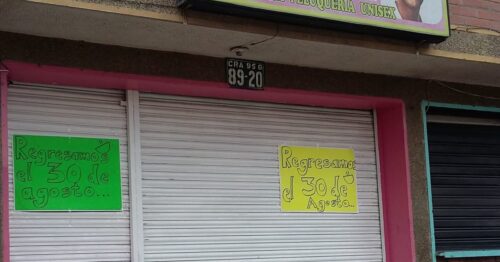 PELUQUERIA UNISEX
CRA 95 G
89-20
Regresamos
el 30 de
agosto...
Regresamos
el 30 de
Agosto...